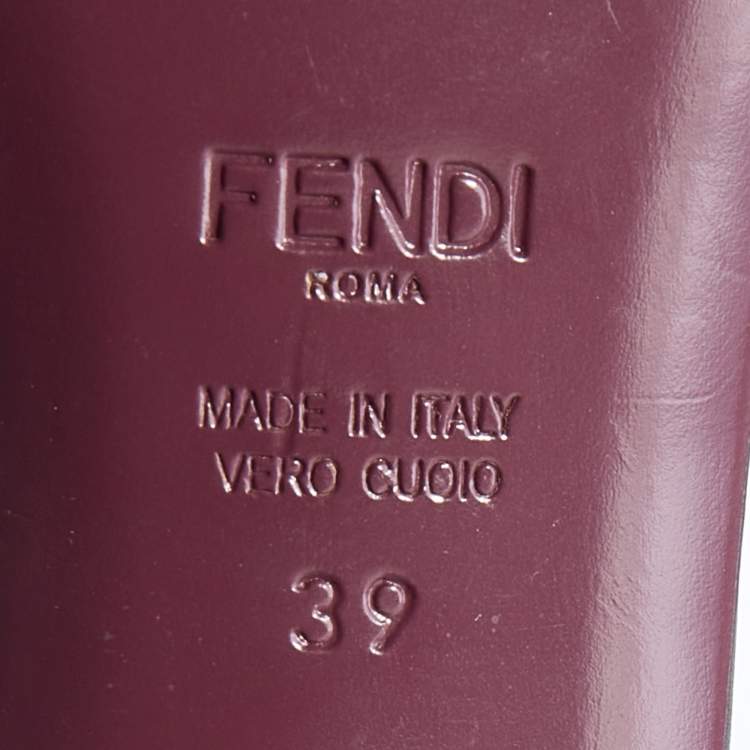 FENDI
ROMA
MADE IN ITALY
VERO CUOIO
39